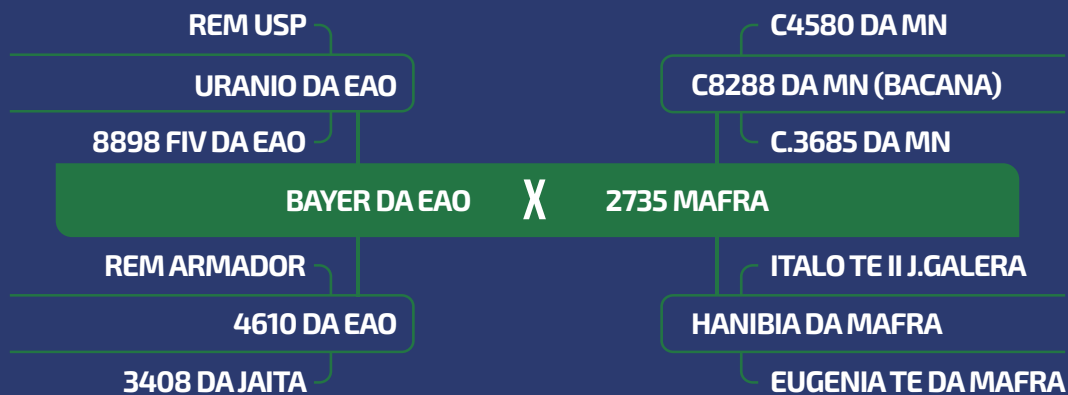 REM USP
C4580 DA MN
URANIO DA EAO
C8288 DA MN (BACANA)
8898 FIV DA EAO
C.3685 DA MN
BAYER DA EAO X 2735 MAFRA
REM ARMADOR
ITALO TE II J.GALERA
4610 DA EAO
HANIBIA DA MAFRA
3408 DA JAITA
EUGENIA TE DA MAFRA